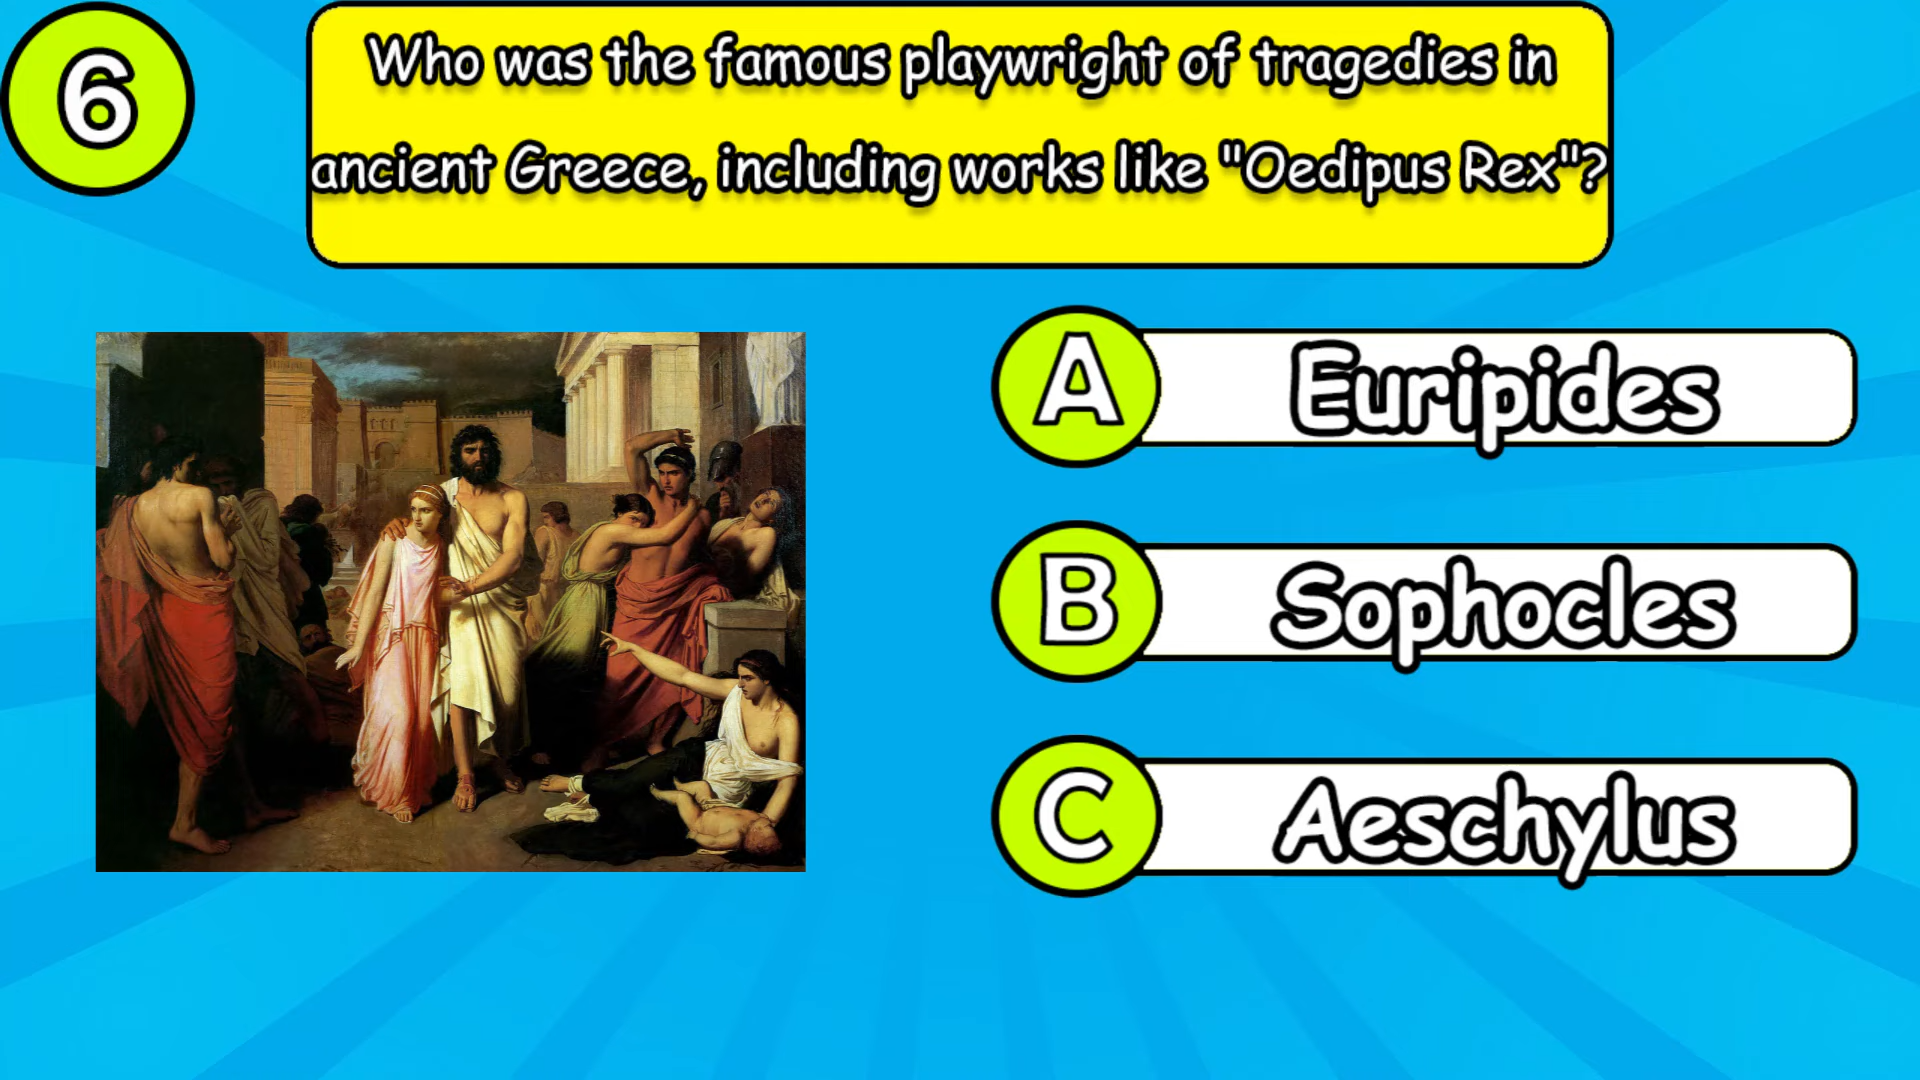 6
Who was the famous playwright of tragedies in
ancient Greece, including works like "Oedipus Rex"?
A Euripides
B Sophocles
C Aeschylus